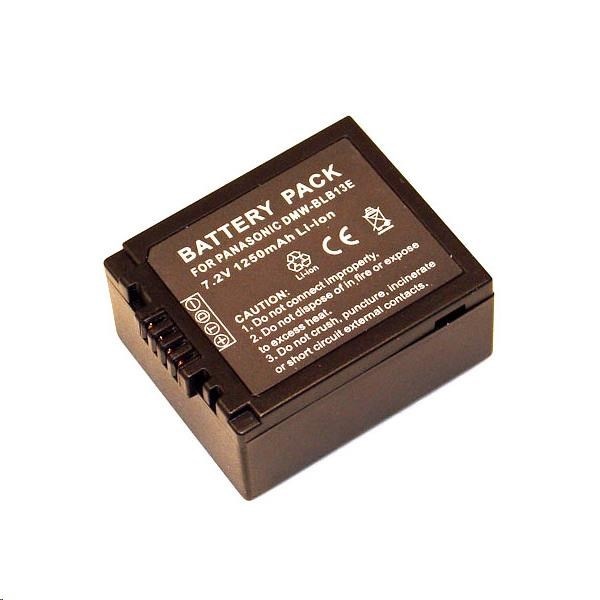 BATTERY PACK
FOR PANASONIC DMW-BLB13E
7.2V 1250mAh Li-ion
Li-ion
CE
CAUTION:
1. Do not connect improperly.
2. Do not dispose of in fire, or expose
to excess heat.
3. Do not crush, puncture, incinerate
or short circuit external contacts.